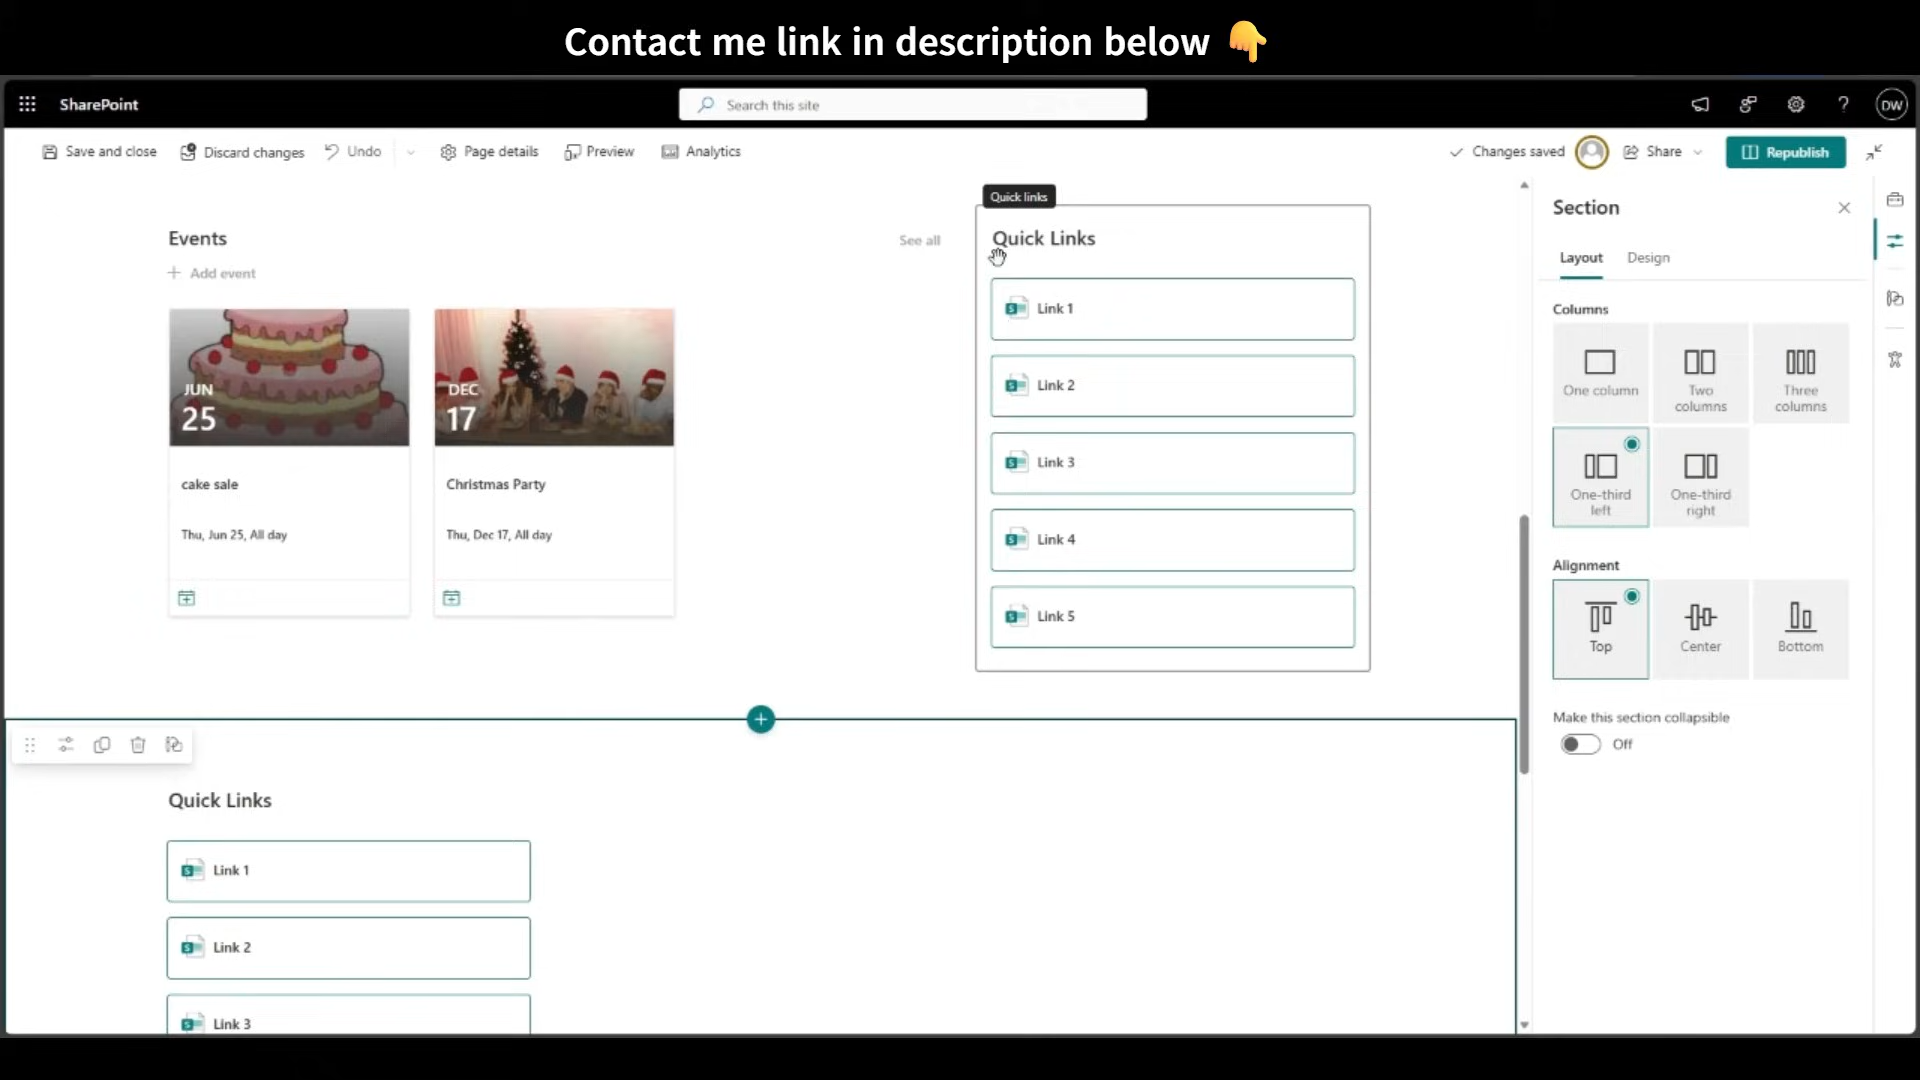 Contact me link in description below 👇
SharePoint
Search this site
DW
Save and close
Discard changes
Undo
Page details
Preview
Analytics
Changes saved
Share
Republish
Events
See all
+ Add event
JUN
25
cake sale
Thu, Jun 25, All day
DEC
17
Christmas Party
Thu, Dec 17, All day
Quick links
Quick Links
Link 1
Link 2
Link 3
Link 4
Link 5
Quick Links
Link 1
Link 2
Link 3
Section
Layout
Design
Columns
One column
Two
columns
Three
columns
One-third
left
One-third
right
Alignment
Top
Center
Bottom
Make this section collapsible
Off